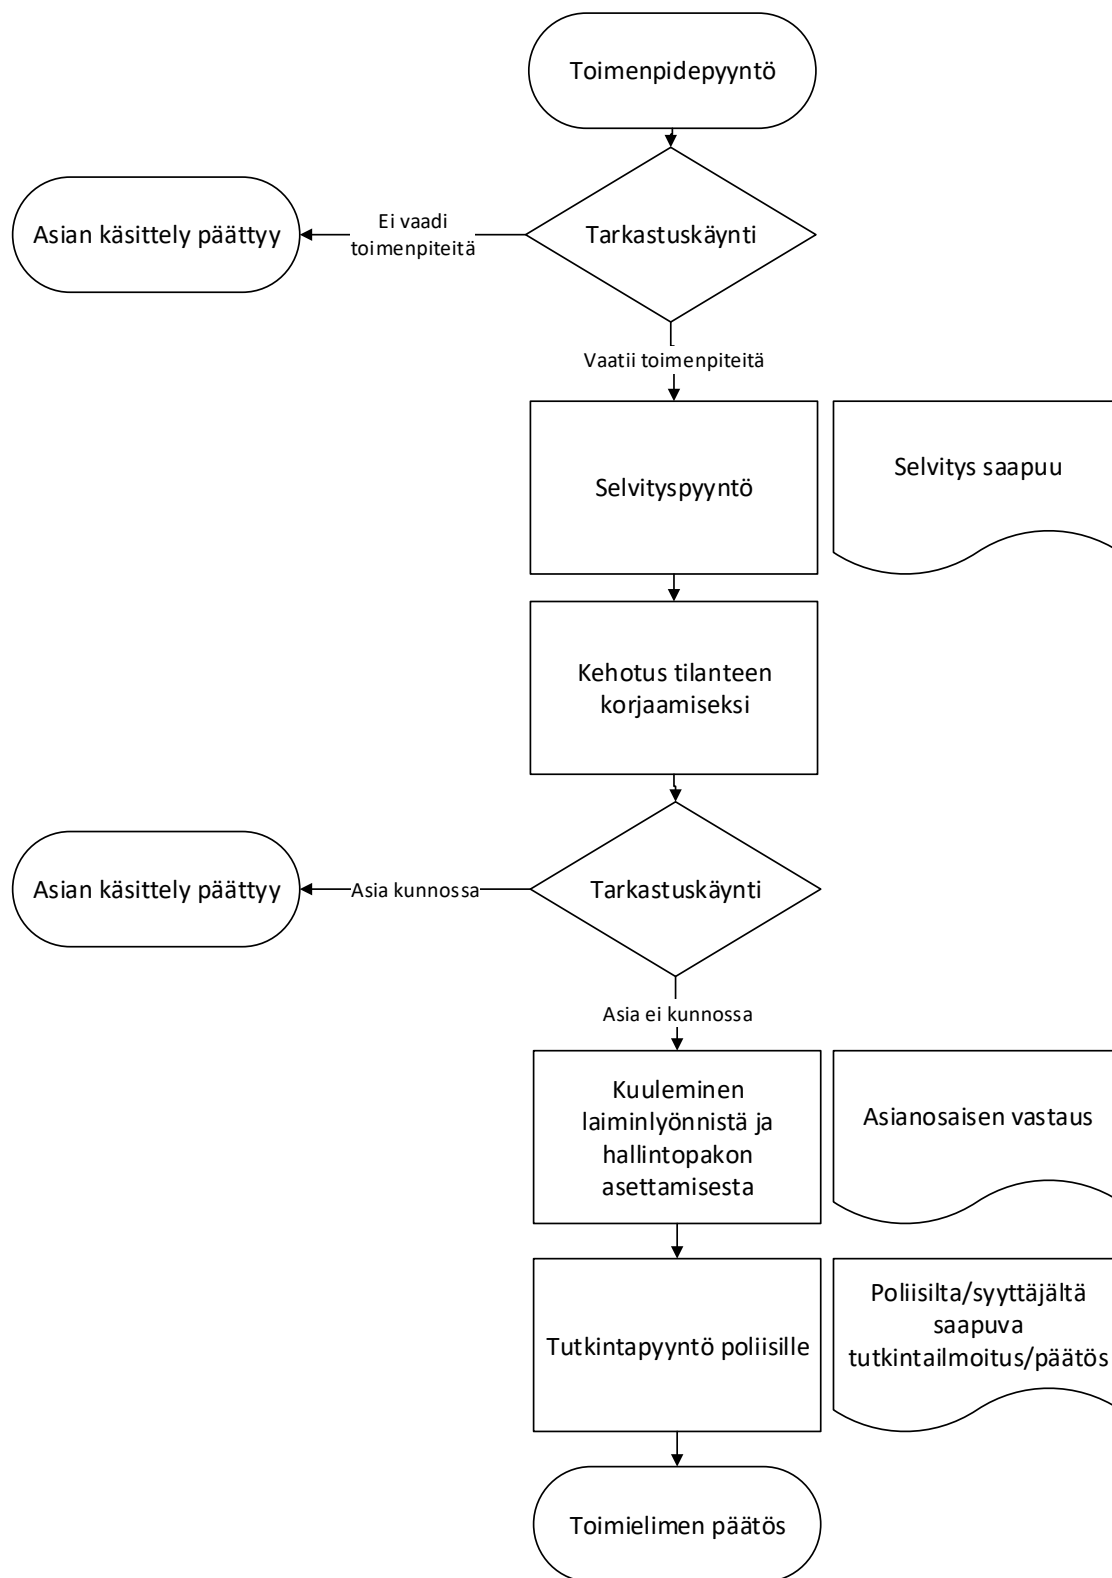 Toimenpidepyyntö
Asian käsittely päättyy
Ei vaadi
toimenpiteitä
Tarkastuskäynti
Vaatii toimenpiteitä
Selvityspyyntö
Selvitys saapuu
Kehotus tilanteen
korjaamiseksi
Asian käsittely päättyy
Asia kunnossa
Tarkastuskäynti
Asia ei kunnossa
Kuuleminen
laiminlyönnistä ja
hallintopakon
asettamisesta
Asianosaisen vastaus
Tutkintapyyntö poliisille
Poliisilta/syyttäjältä
saapuva
tutkintailmoitus/päätös
Toimielimen päätös